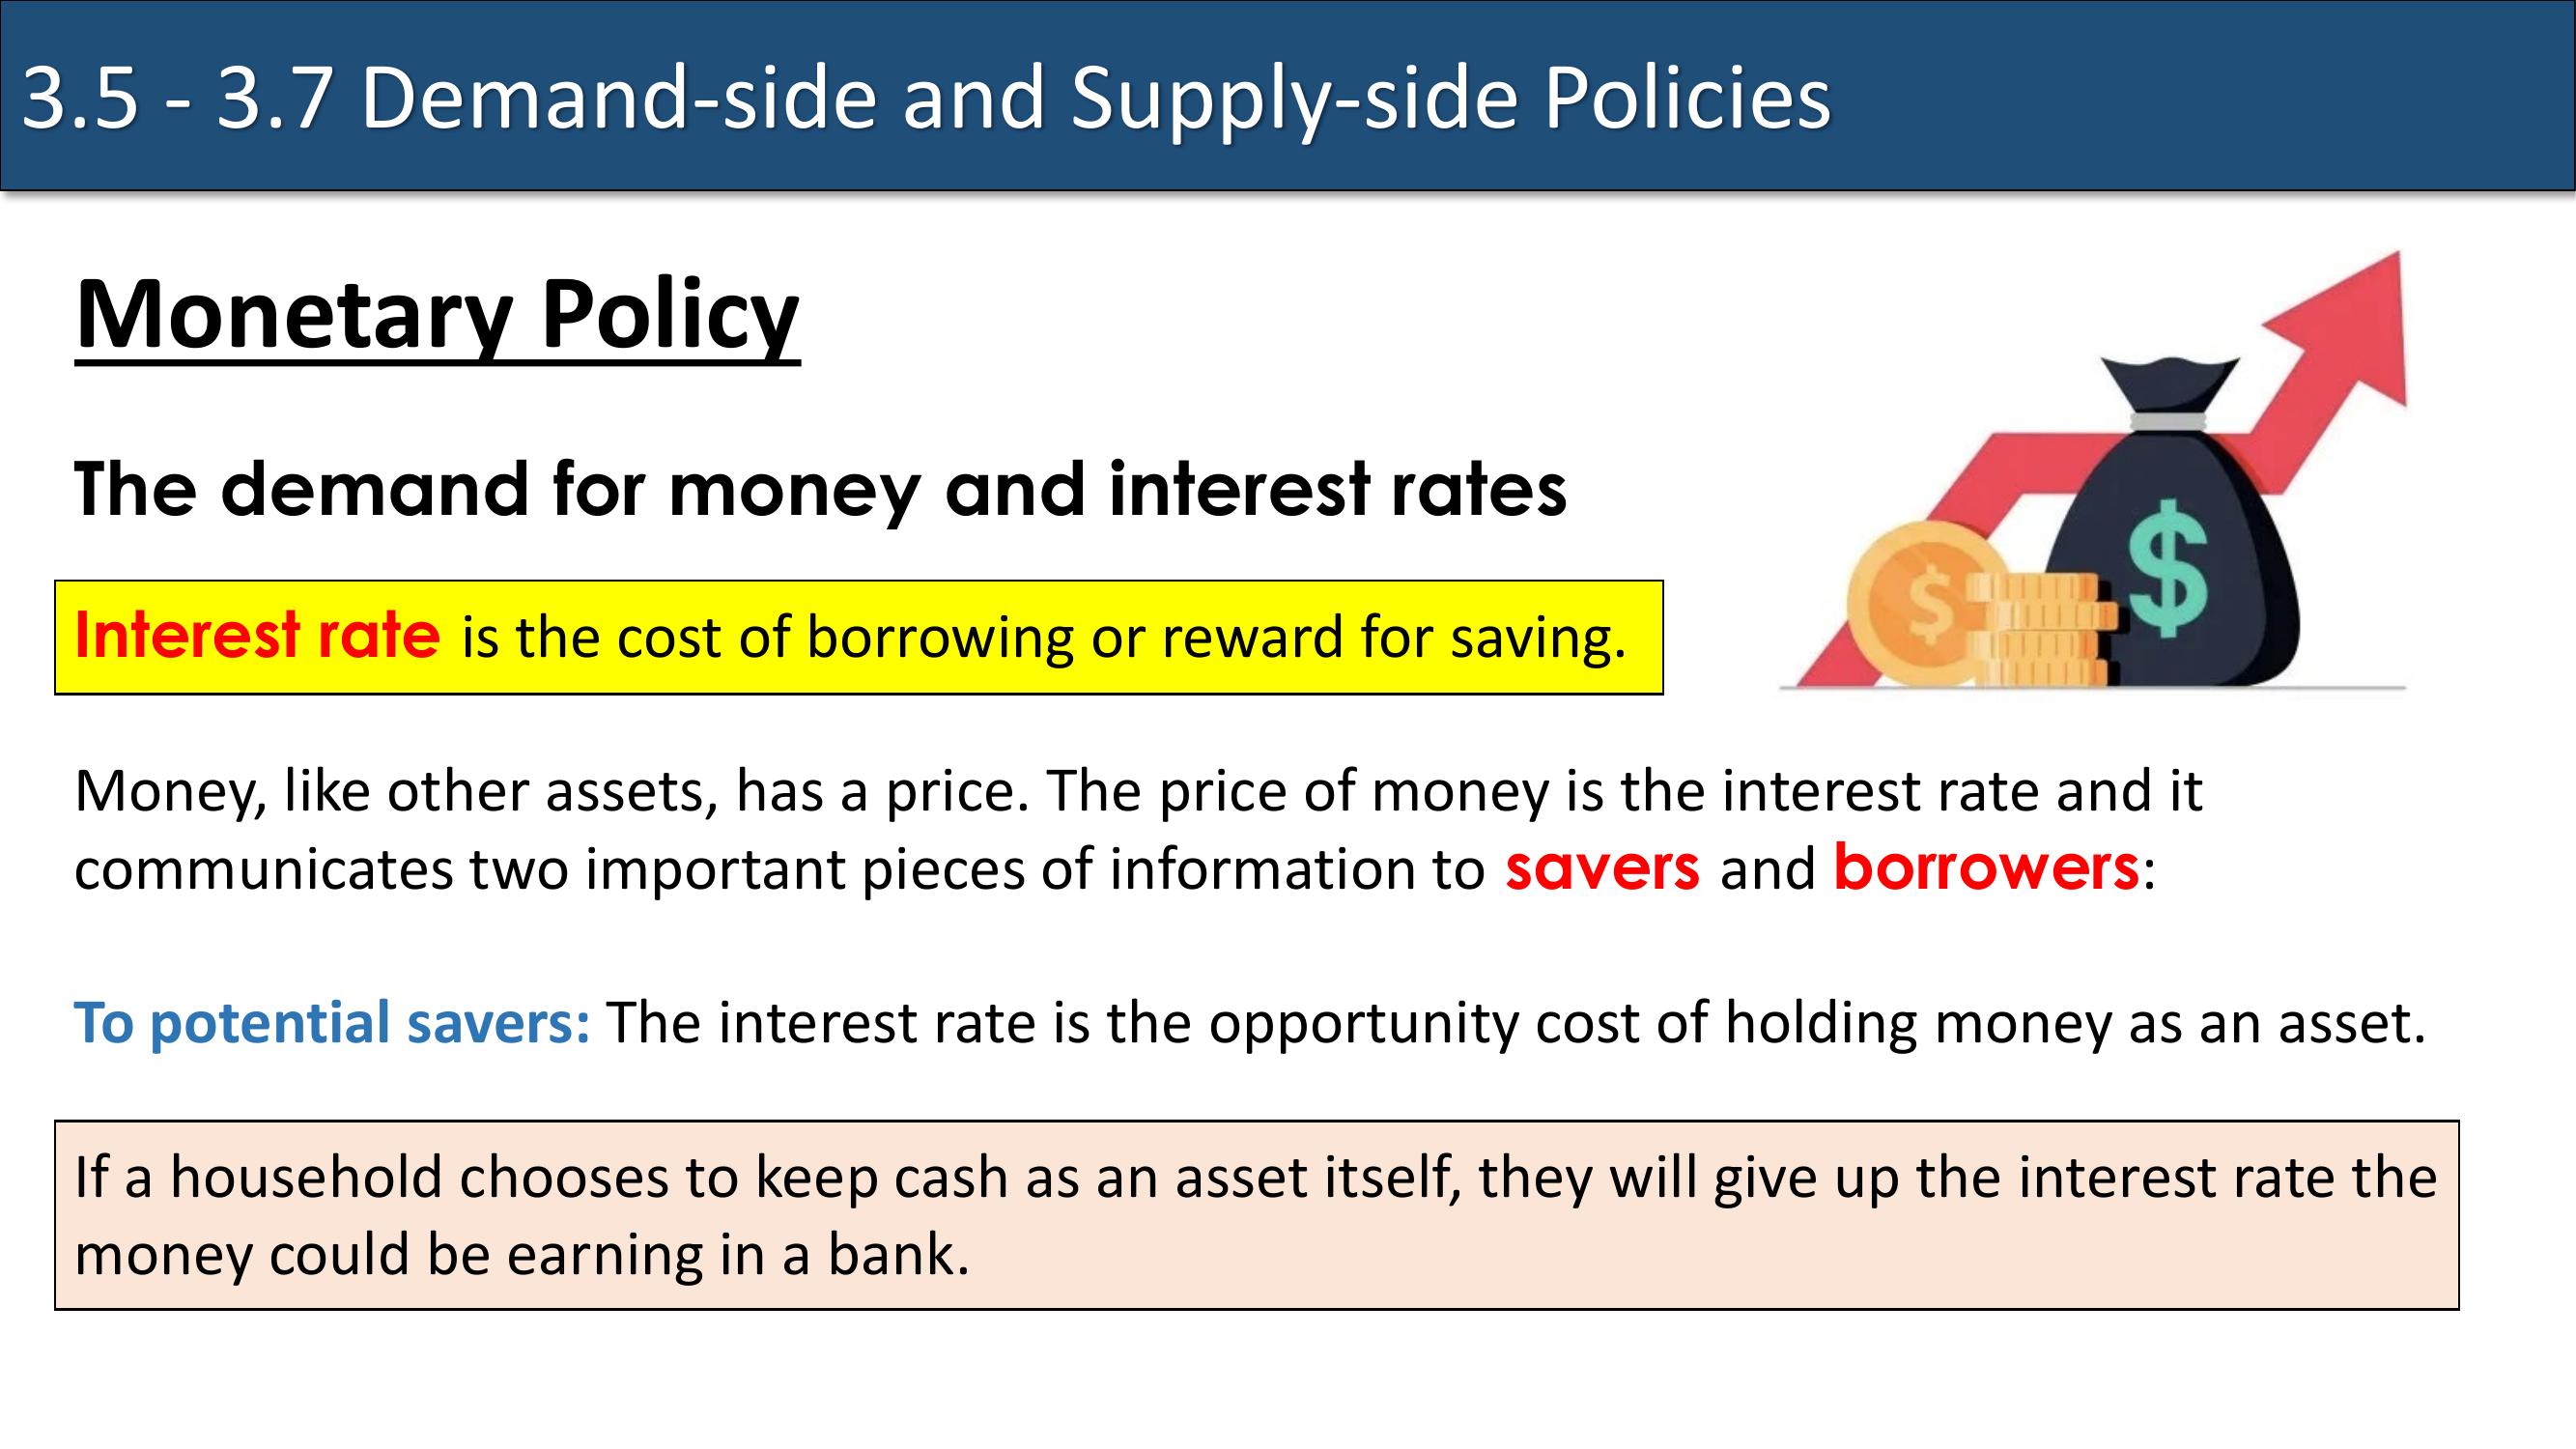 3.5 - 3.7 Demand-side and Supply-side Policies
Monetary Policy
The demand for money and interest rates
Interest rate is the cost of borrowing or reward for saving.
$
$
Money, like other assets, has a price. The price of money is the interest rate and it
communicates two important pieces of information to savers and borrowers:
To potential savers: The interest rate is the opportunity cost of holding money as an asset.
If a household chooses to keep cash as an asset itself, they will give up the interest rate the
money could be earning in a bank.